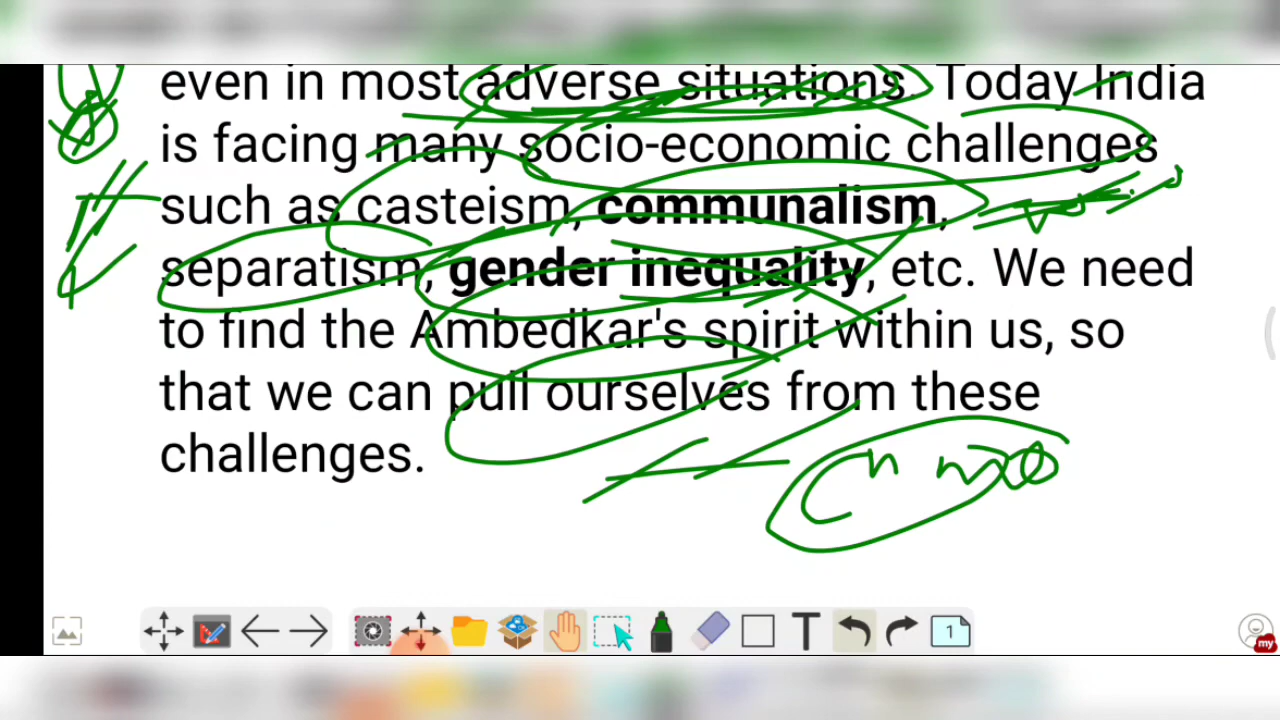 even in most adverse situations. Today India
is facing many socio-economic challenges
such as casteism, communalism,
separatism, gender inequality, etc. We need
to find the Ambedkar's spirit within us, so
that we can pull ourselves from these
challenges.
T
1
my